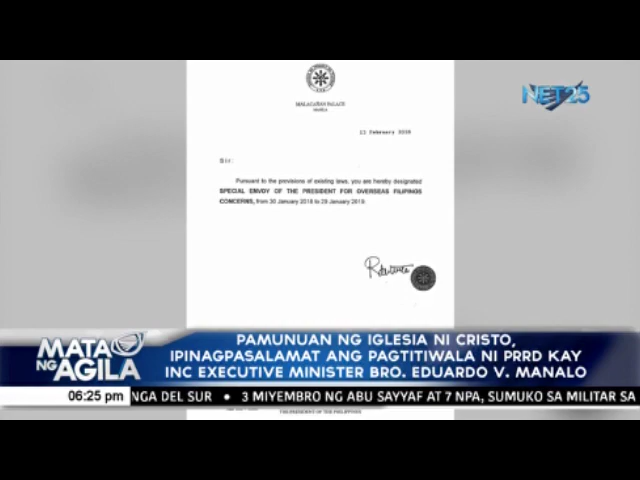 MALACAÑAN PALACE
MANILA
NET25
Sir:
Pursuant to the provisions of existing laws, you are hereby designated
SPECIAL ENVOY OF THE PRESIDENT FOR OVERSEAS FILIPINOS
CONCERNS, from 30 January 2018 to 29 January 2019.
MATA NG AGILA
PAMUNUAN NG IGLESIA NI CRISTO,
IPINAGPASALAMAT ANG PAGTITIWALA NI PRRD KAY
INC EXECUTIVE MINISTER BRO. EDUARDO V. MANALO
06:25 pm NGA DEL SUR • 3 MIYEMBRO NG ABU SAYYAF AT 7 NPA, SUMUKO SA MILITAR SA